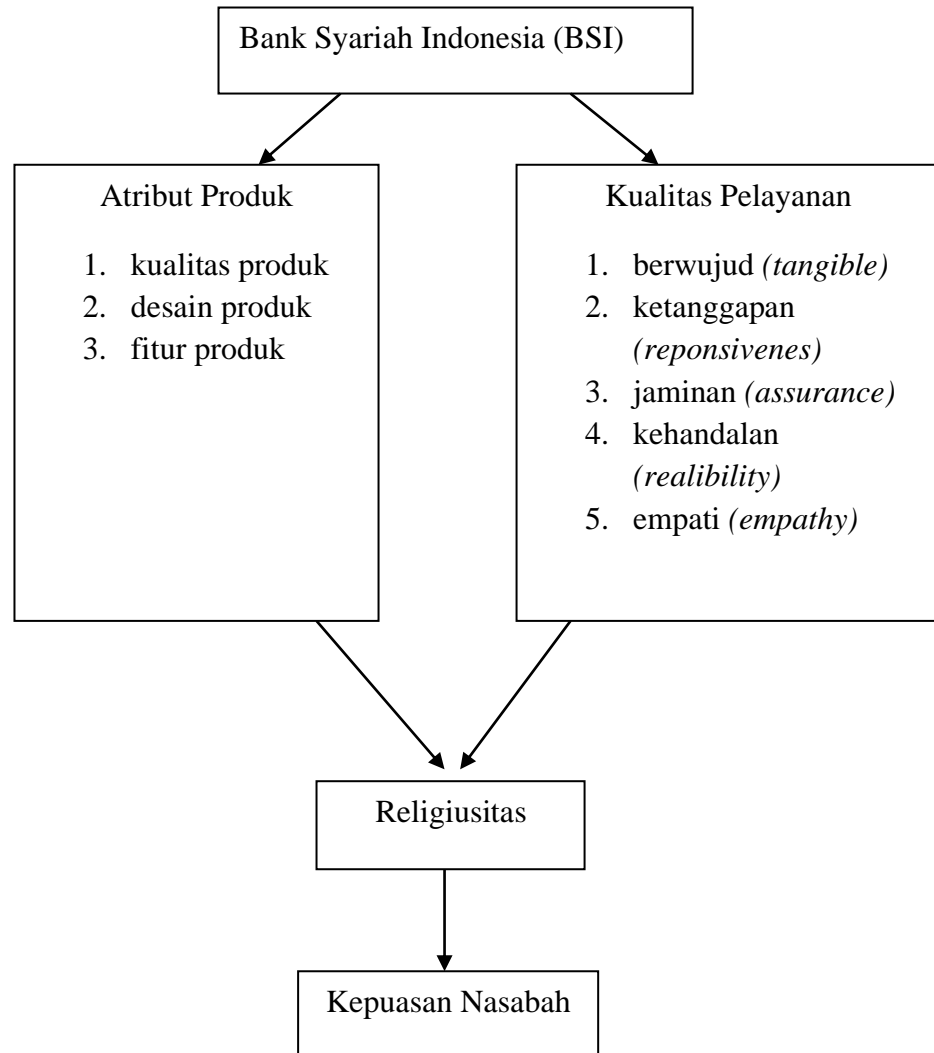 Bank Syariah Indonesia (BSI)
Atribut Produk
1. kualitas produk
2. desain produk
3. fitur produk
Kualitas Pelayanan
1. berwujud (tangible)
2. ketanggapan
(reponsivenes)
3. jaminan (assurance)
4. kehandalan
(realibility)
5. empati (empathy)
Religiusitas
Kepuasan Nasabah